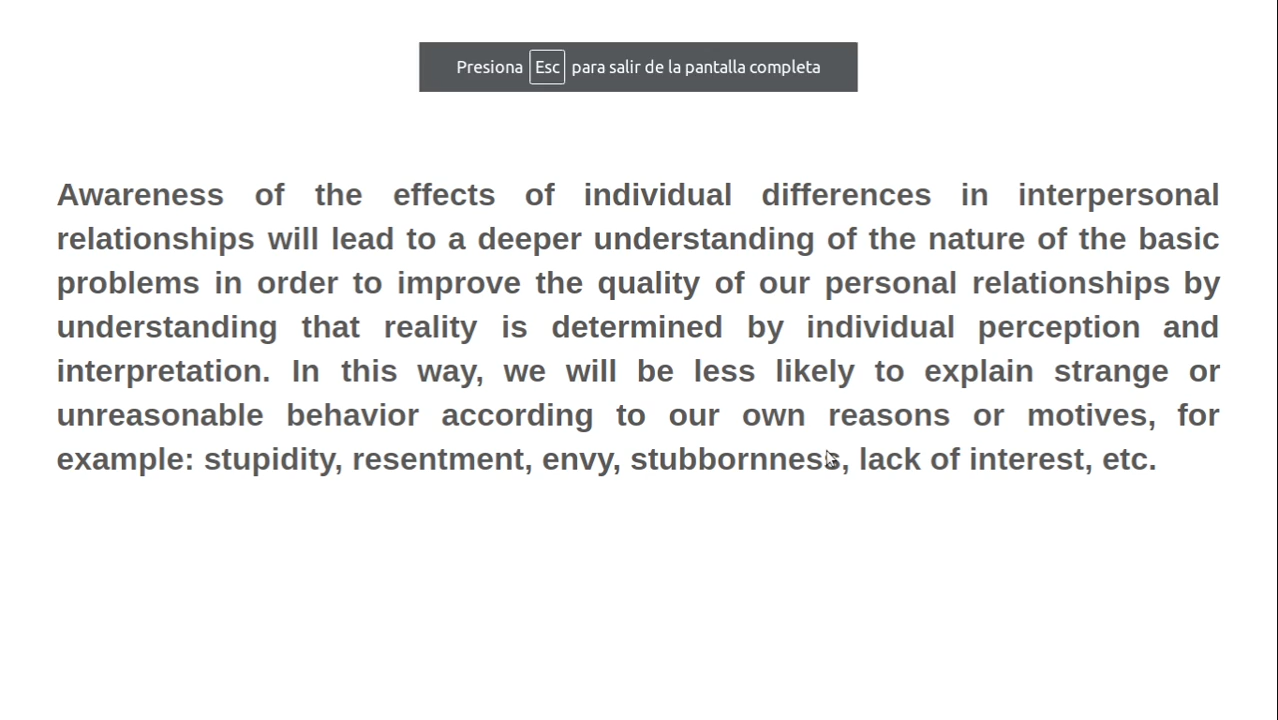 Presiona Esc para salir de la pantalla completa
Awareness of the effects of individual differences in interpersonal
relationships will lead to a deeper understanding of the nature of the basic
problems in order to improve the quality of our personal relationships by
understanding that reality is determined by individual perception and
interpretation. In this way, we will be less likely to explain strange or
unreasonable behavior according to our own reasons or motives, for
example: stupidity, resentment, envy, stubbornness, lack of interest, etc.